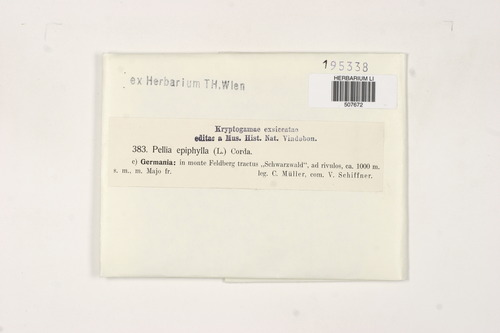 195338
ex Herbarium TH.Wien
HERBARIUM LI
507672
Kryptogamae exsiccatae
editae a Mus. Hist. Nat. Vindobon.
383. Pellia epiphylla (L.) Corda.
c) Germania: in monte Feldberg tractus „Schwarzwald", ad rivulos, ca. 1000 m.
s. m., m. Majo fr. leg. C. Müller, com. V. Schiffner.